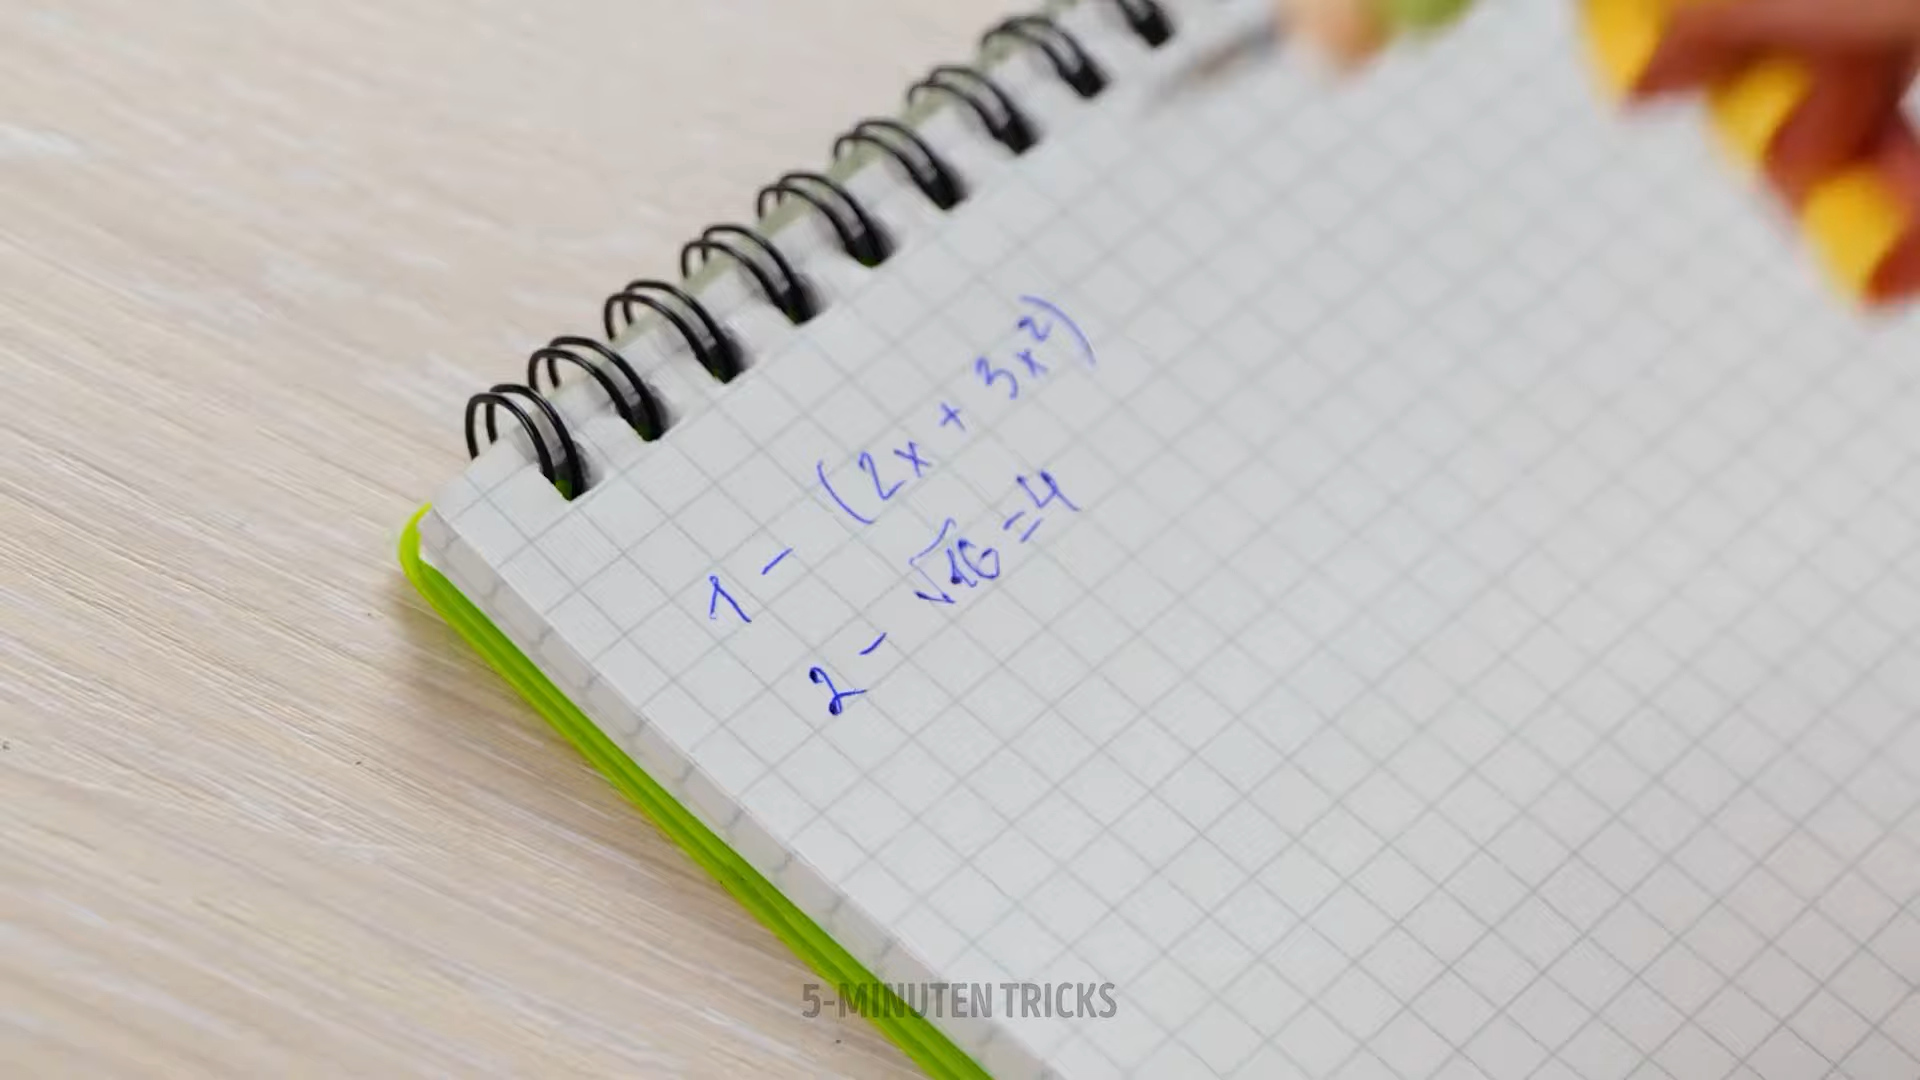 1 - (2x + 3x²)
2 - √16 = 4
5-MINUTEN TRICKS